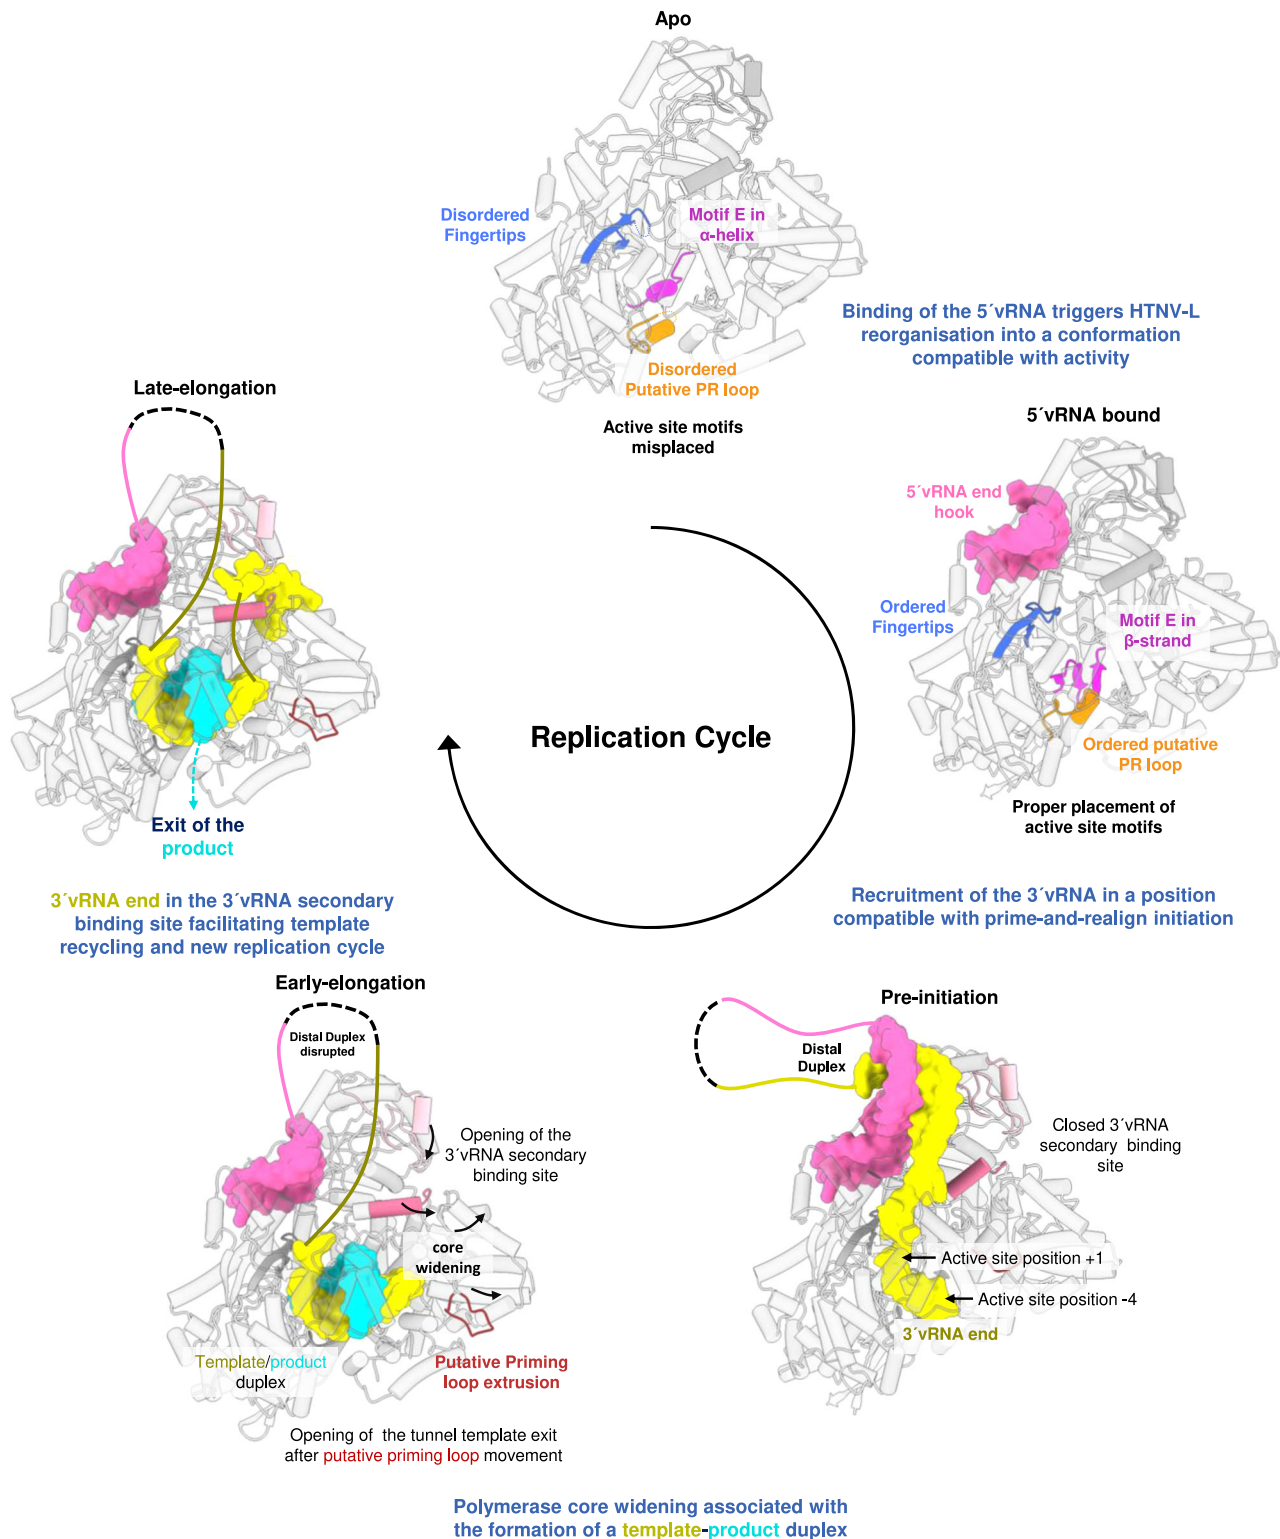 Apo
Disordered
Fingertips
Motif E in
α-helix
Disordered
Putative PR loop
Active site motifs
misplaced
Binding of the 5´vRNA triggers HTNV-L
reorganisation into a conformation
compatible with activity
5´vRNA bound
5´vRNA end
hook
Ordered
Fingertips
Motif E in
β-strand
Ordered putative
PR loop
Proper placement of
active site motifs
Recruitment of the 3´vRNA in a position
compatible with prime-and-realign initiation
Replication Cycle
Pre-initiation
Distal
Duplex
Closed 3´vRNA
secondary binding
site
Active site position +1
Active site position -4
3´vRNA end
Early-elongation
Distal Duplex
disrupted
Opening of the
3´vRNA secondary
binding site
core
widening
Template/product
duplex
Putative Priming
loop extrusion
Opening of the tunnel template exit
after putative priming loop movement
Polymerase core widening associated with
the formation of a template-product duplex
Late-elongation
Exit of the
product
3´vRNA end in the 3´vRNA secondary
binding site facilitating template
recycling and new replication cycle